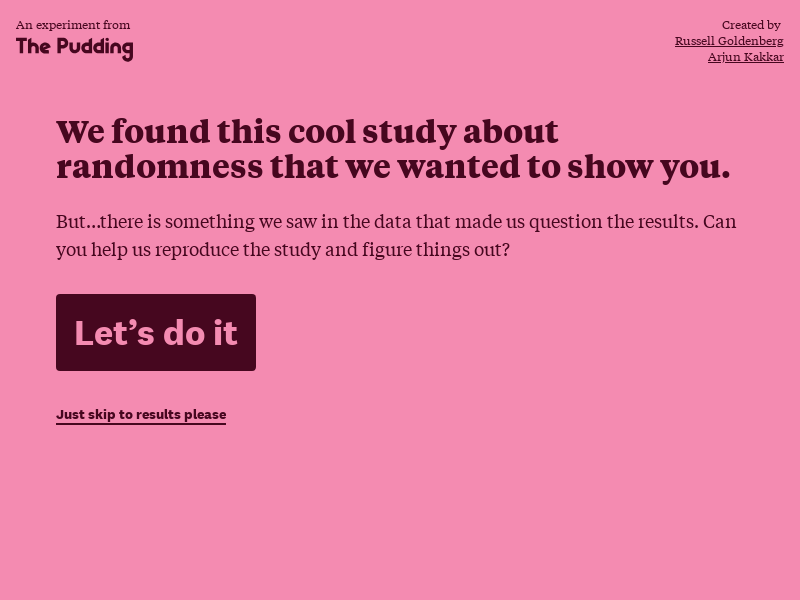 An experiment from
The Pudding
Created by
Russell Goldenberg
Arjun Kakkar
We found this cool study about
randomness that we wanted to show you.
But...there is something we saw in the data that made us question the results. Can
you help us reproduce the study and figure things out?
Let’s do it
Just skip to results please